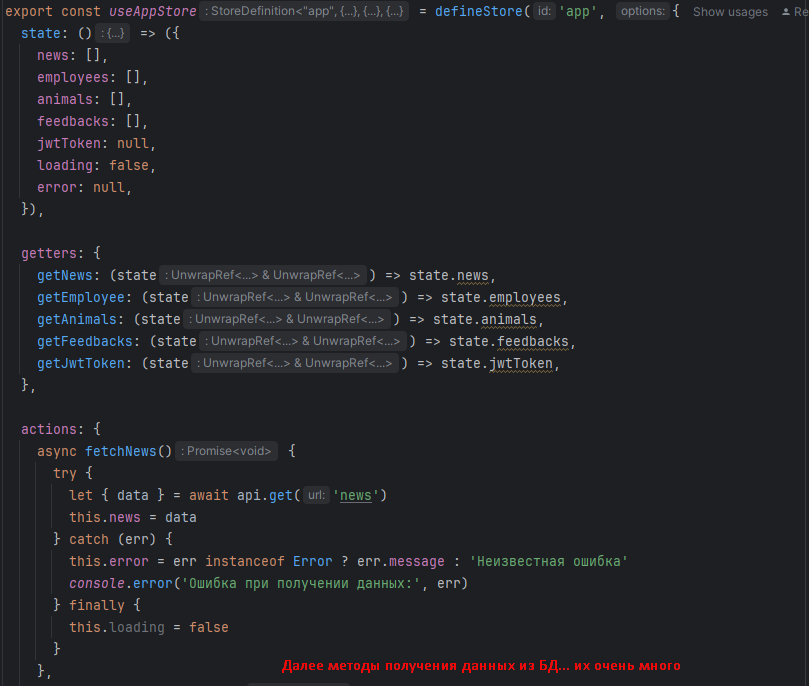 export const useAppStore : StoreDefinition<"app", {...}, {...}, {...}> = defineStore( id: 'app', options: { Show usages Re
state: () : {...} => ({
news: [],
employees: [],
animals: [],
feedbacks: [],
jwtToken: null,
loading: false,
error: null,
}),
getters: {
getNews: (state : UnwrapRef<...> & UnwrapRef<...> ) => state.news,
getEmployee: (state : UnwrapRef<...> & UnwrapRef<...> ) => state.employees,
getAnimals: (state : UnwrapRef<...> & UnwrapRef<...> ) => state.animals,
getFeedbacks: (state : UnwrapRef<...> & UnwrapRef<...> ) => state.feedbacks,
getJwtToken: (state : UnwrapRef<...> & UnwrapRef<...> ) => state.jwtToken,
},
actions: {
async fetchNews() : Promise<void> {
try {
let { data } = await api.get( url: 'news')
this.news = data
} catch (err) {
this.error = err instanceof Error ? err.message : 'Неизвестная ошибка'
console.error('Ошибка при получении данных:', err)
} finally {
this.loading = false
}
Далее методы получения данных из БД... их очень много
},